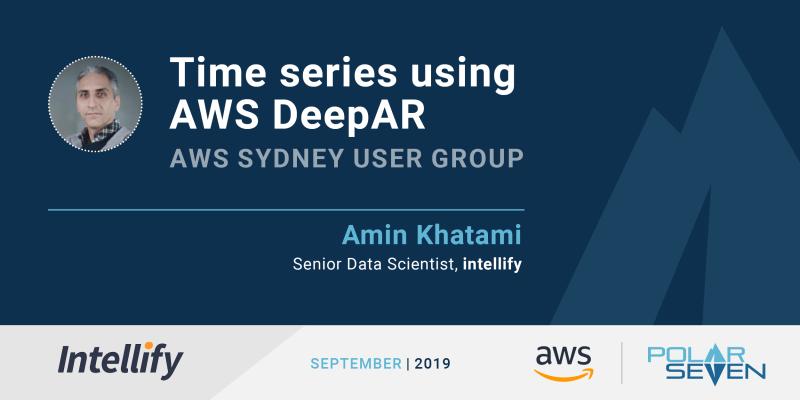 Time series using
AWS DeepAR
AWS SYDNEY USER GROUP
Amin Khatami
Senior Data Scientist, intellify
Intellify
SEPTEMBER | 2019
aws
POLAR
SEVEN